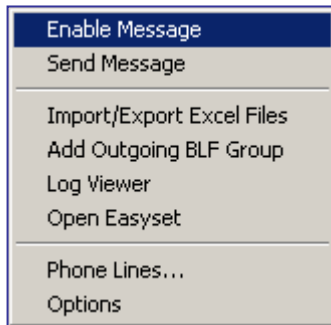 Enable Message
Send Message
Import/Export Excel Files
Add Outgoing BLF Group
Log Viewer
Open Easyset
Phone Lines...
Options